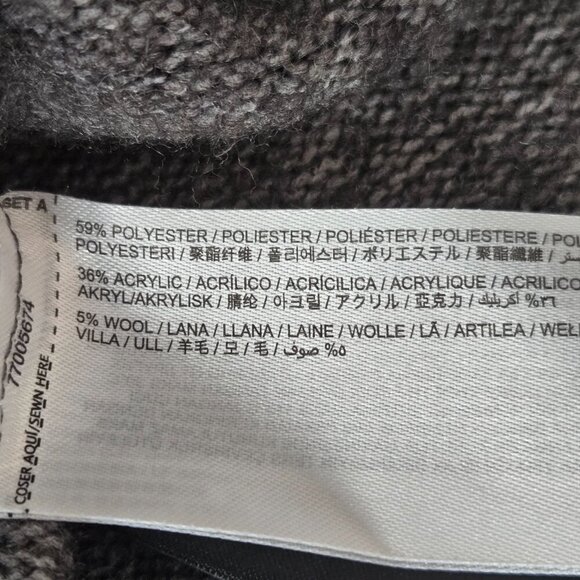 GET A
59% POLYESTER / POLIESTER / POLIÉSTER / POLIESTERE /
POLYESTERI / 聚酯纤维 / 폴리에스터 / ポリエステル / 聚酯纖維 /
36% ACRYLIC / ACRÍLICO / ACRÍCILICA / ACRYLIQUE / ACRILICO
AKRYL/AKRYLISK / 腈纶 / 아크릴 / アクリル / 亞克力 / أكريليك %٣٦
5% WOOL / LANA / LLANA / LAINE / WOLLE / LÃ / ARTILEA /
VILLA / ULL / 羊毛 / 모 / 毛 / صوف %٥
77005674
COSER AQUÍ/SEWN HERE